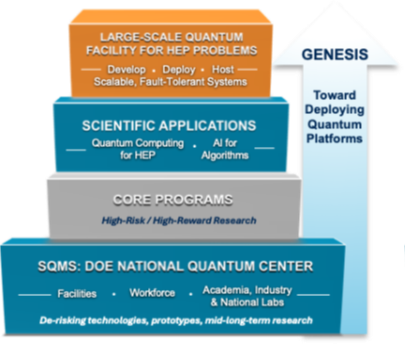 LARGE-SCALE QUANTUM
FACILITY FOR HEP PROBLEMS
Develop • Deploy • Host
Scalable, Fault-Tolerant Systems
SCIENTIFIC APPLICATIONS
Quantum Computing for HEP • AI for Algorithms
CORE PROGRAMS
High-Risk / High-Reward Research
SQMS: DOE NATIONAL QUANTUM CENTER
Facilities • Workforce • Academia, Industry & National Labs
De-risking technologies, prototypes, mid-long-term research
GENESIS
Toward
Deploying
Quantum
Platforms